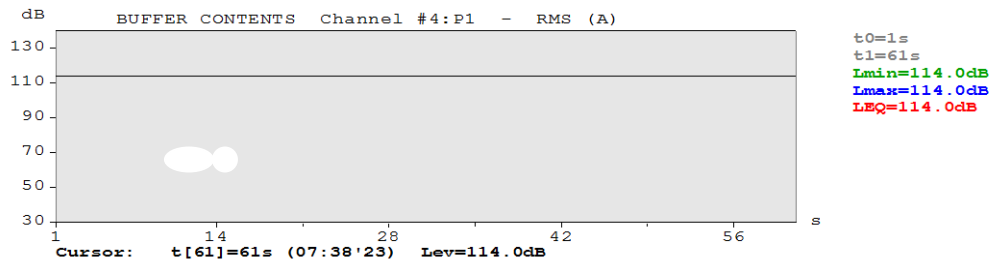 dB
BUFFER CONTENTS Channel #4:P1 - RMS (A)
130
110
90
70
50
30
1 14 28 42 56 s
Cursor: t[61]=61s (07:38'23) Lev=114.0dB
t0=1s
t1=61s
Lmin=114.0dB
Lmax=114.0dB
LEQ=114.0dB